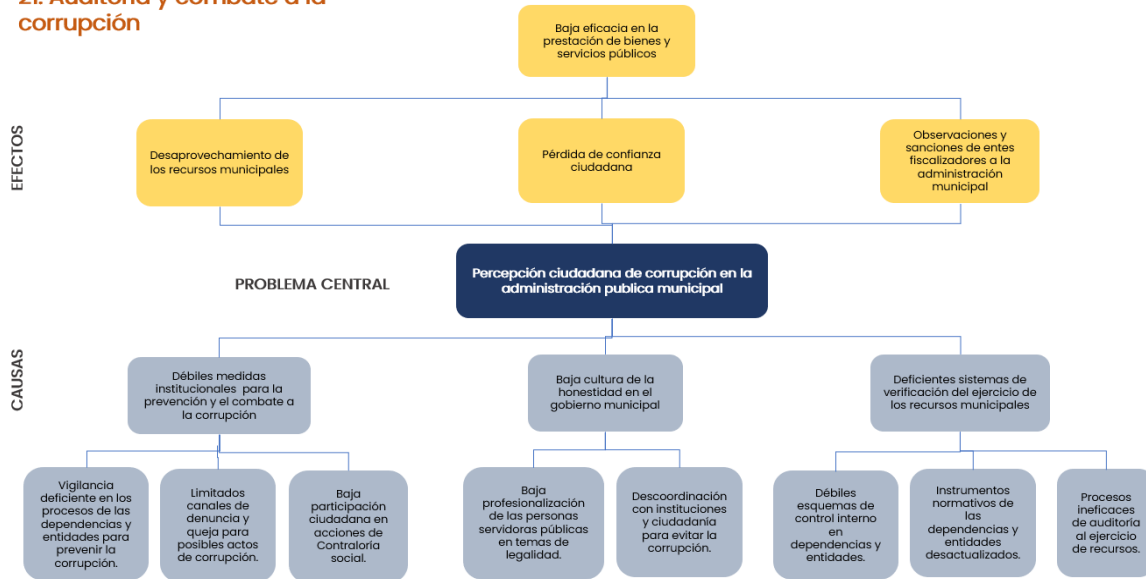 21. Auditoría y combate a la
corrupción
Baja eficacia en la
prestación de bienes y
servicios públicos
EFECTOS
Desaprovechamiento de
los recursos municipales
Pérdida de confianza
ciudadana
Observaciones y
sanciones de entes
fiscalizadores a la
administración
municipal
PROBLEMA CENTRAL
Percepción ciudadana de corrupción en la
administración publica municipal
CAUSAS
Débiles medidas
institucionales para la
prevención y el combate a
la corrupción
Baja cultura de la
honestidad en el
gobierno municipal
Deficientes sistemas de
verificación del ejercicio de
los recursos municipales
Vigilancia
deficiente en los
procesos de las
dependencias y
entidades para
prevenir la
corrupción.
Limitados
canales de
denuncia y
queja para
posibles actos
de corrupción.
Baja
participación
ciudadana en
acciones de
Contraloría
social.
Baja
profesionalización
de las personas
servidoras públicas
en temas de
legalidad.
Descoordinación
con instituciones
y ciudadanía
para evitar la
corrupción.
Débiles
esquemas de
control interno
en
dependencias y
entidades.
Instrumentos
normativos de
las
dependencias y
entidades
desactualizados.
Procesos
ineficaces
de auditoría
al ejercicio
de recursos.